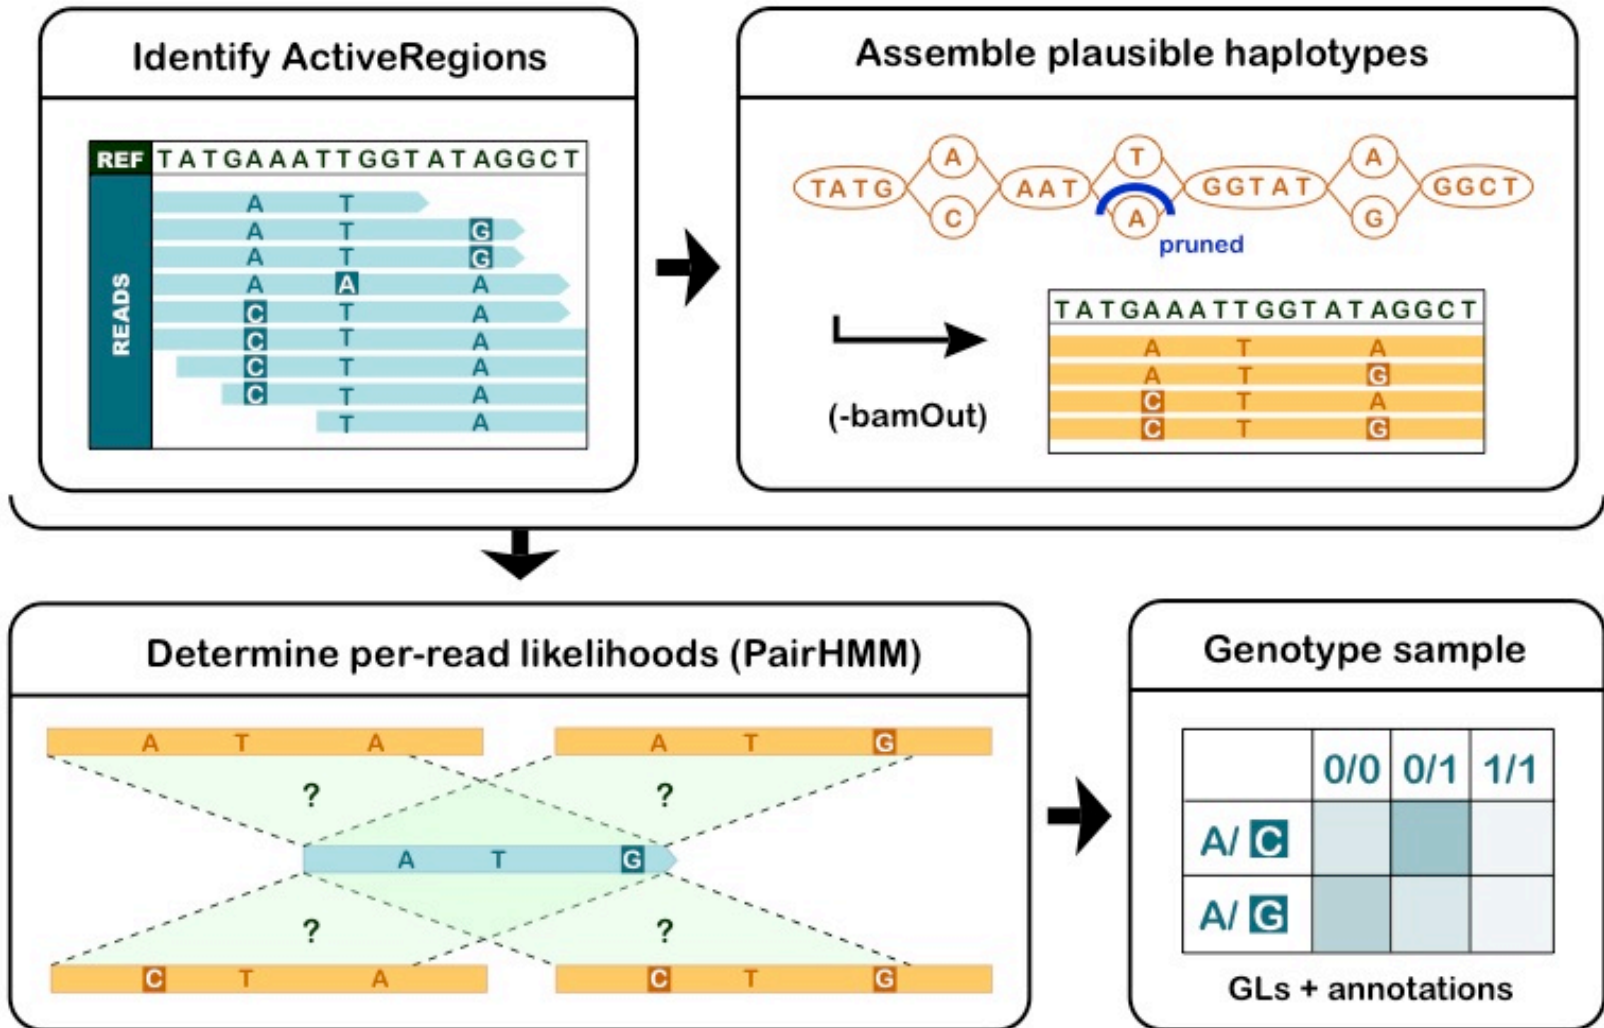 Identify ActiveRegions
REF TATGAAATTGGTATAGGCT
READS
A T
A T G
A T G
A A A
C T A
C T A
C T A
C T A
T A
Assemble plausible haplotypes
A T A
TATG AAT GGTAT GGCT
C A G
pruned
(-bamOut)
TATGAAATTGGTATAGGCT
A T A
A T G
C T A
C T G
Determine per-read likelihoods (PairHMM)
A T A A T G
? ?
A T G
? ?
C T A C T G
Genotype sample
0/0 0/1 1/1
A/ C
A/ G
GLs + annotations